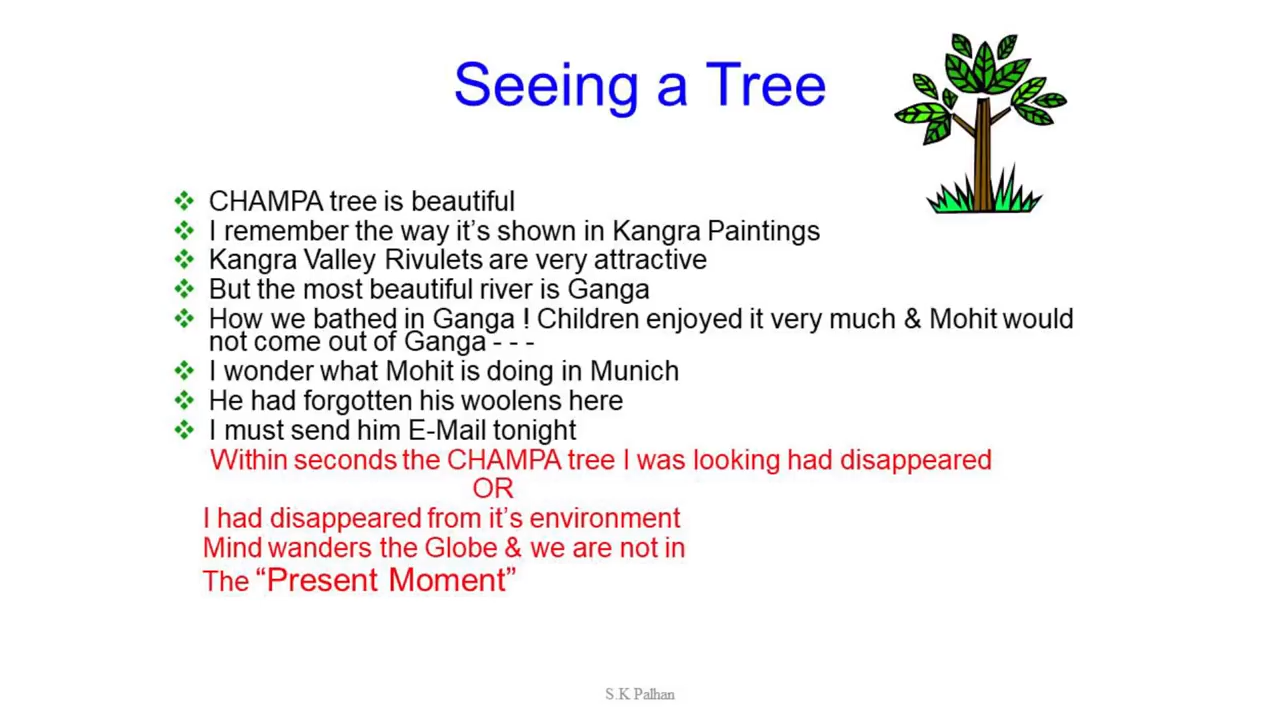 Seeing a Tree
❖ CHAMPA tree is beautiful
❖ I remember the way it’s shown in Kangra Paintings
❖ Kangra Valley Rivulets are very attractive
❖ But the most beautiful river is Ganga
❖ How we bathed in Ganga ! Children enjoyed it very much & Mohit would
not come out of Ganga - - -
❖ I wonder what Mohit is doing in Munich
❖ He had forgotten his woolens here
❖ I must send him E-Mail tonight
Within seconds the CHAMPA tree I was looking had disappeared
OR
I had disappeared from it’s environment
Mind wanders the Globe & we are not in
The “Present Moment”
S.K Palhan